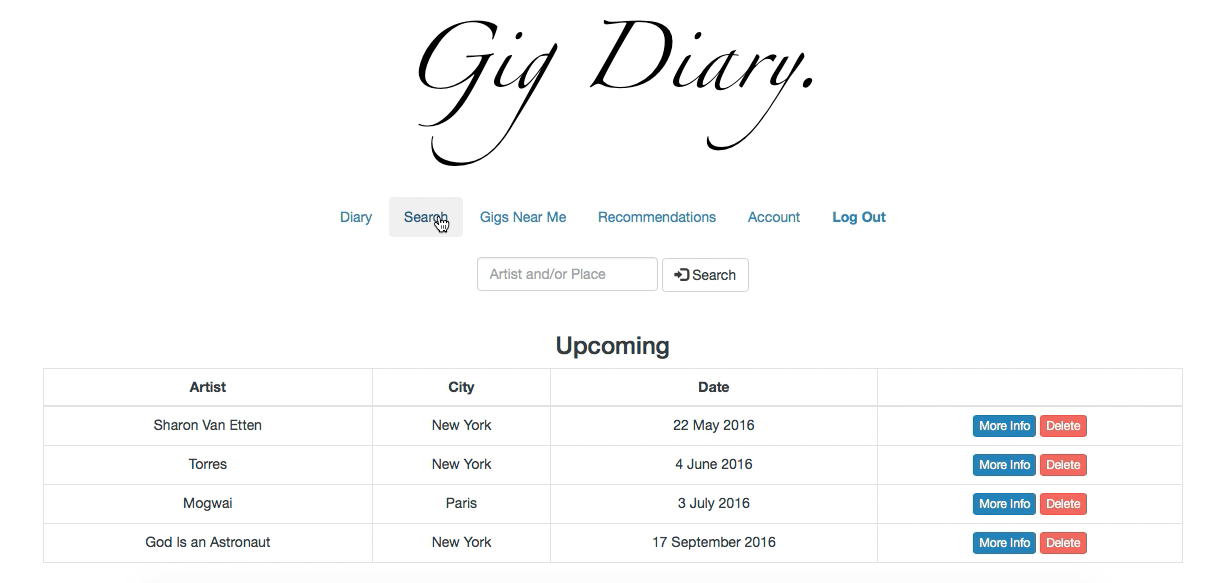 Gig Diary.
Diary Search Gigs Near Me Recommendations Account Log Out
Artist and/or Place Search
Upcoming
Artist City Date
Sharon Van Etten New York 22 May 2016 More Info Delete
Torres New York 4 June 2016 More Info Delete
Mogwai Paris 3 July 2016 More Info Delete
God Is an Astronaut New York 17 September 2016 More Info Delete